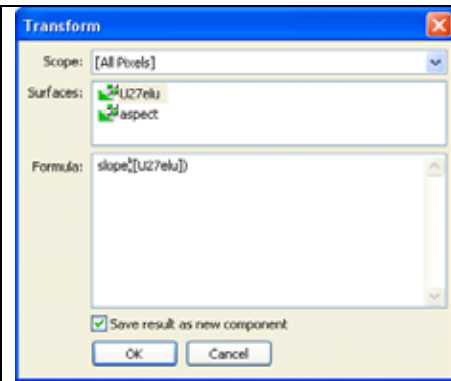 Transform
Scope: [All Pixels]
Surfaces: U27elu
aspect
Formula: slope([U27elu])
Save result as new component
OK Cancel